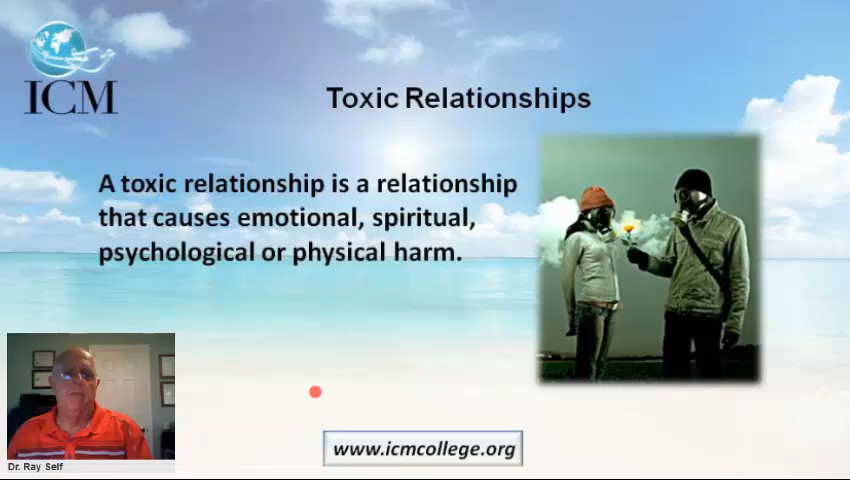 ICM
Toxic Relationships
A toxic relationship is a relationship
that causes emotional, spiritual,
psychological or physical harm.
Dr. Ray Self
www.icmcollege.org